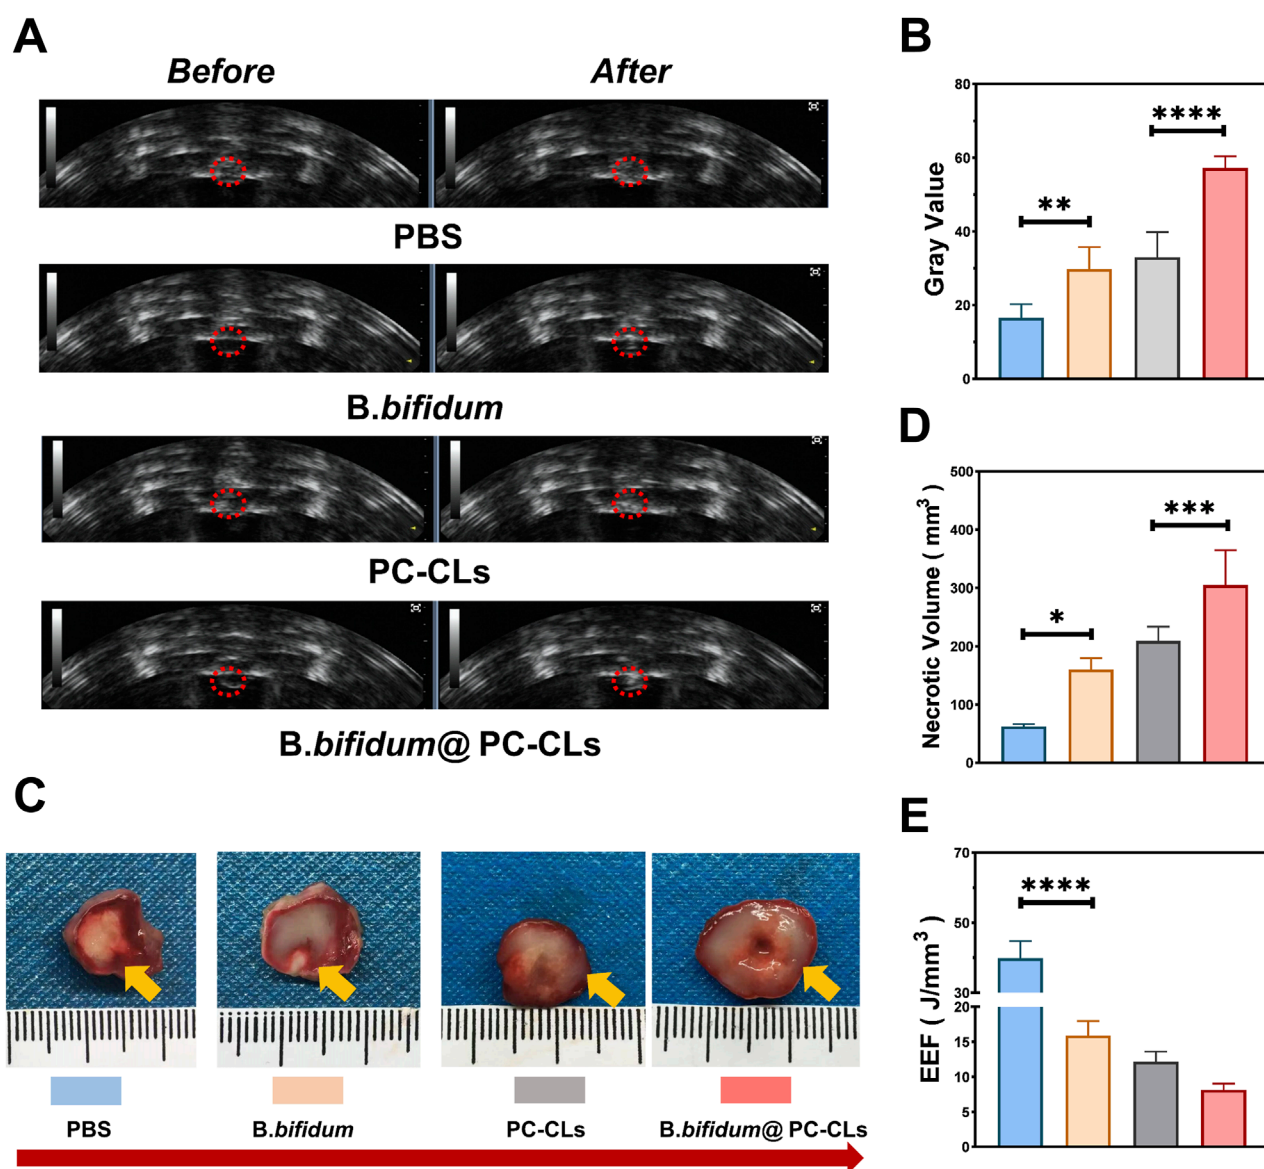 A
Before
After
PBS
B.bifidum
PC-CLs
B.bifidum@ PC-CLs
B
Gray Value
80
60
40
20
0
**
****
C
PBS
B.bifidum
PC-CLs
B.bifidum@ PC-CLs
D
Necrotic Volume ( mm³ )
500
400
300
200
100
0
*
***
E
EEF ( J/mm³ )
70
50
30
20
15
10
5
0
****